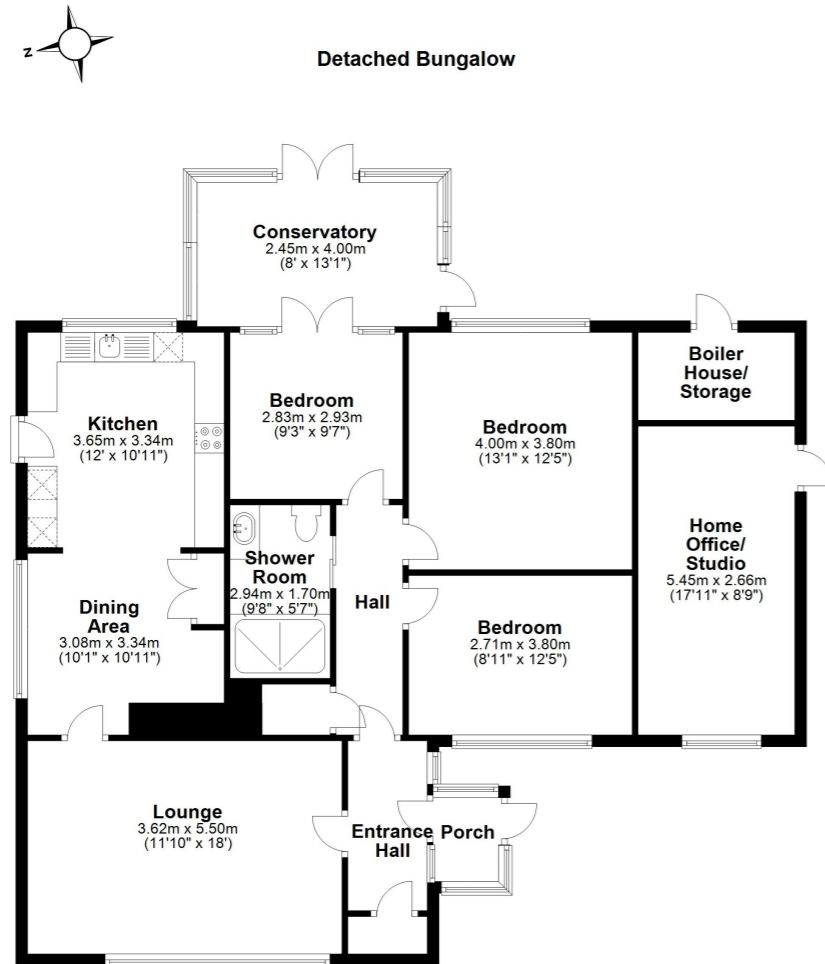 N
Detached Bungalow
Conservatory
2.45m x 4.00m
(8' x 13'1")
Kitchen
3.65m x 3.34m
(12' x 10'11")
Bedroom
2.83m x 2.93m
(9'3" x 9'7")
Bedroom
4.00m x 3.80m
(13'1" x 12'5")
Boiler
House/
Storage
Home
Office/
Studio
5.45m x 2.66m
(17'11" x 8'9")
Shower
Room
2.94m x 1.70m
(9'8" x 5'7")
Hall
Dining
Area
3.08m x 3.34m
(10'1" x 10'11")
Bedroom
2.71m x 3.80m
(8'11" x 12'5")
Lounge
3.62m x 5.50m
(11'10" x 18')
Entrance
Hall
Porch